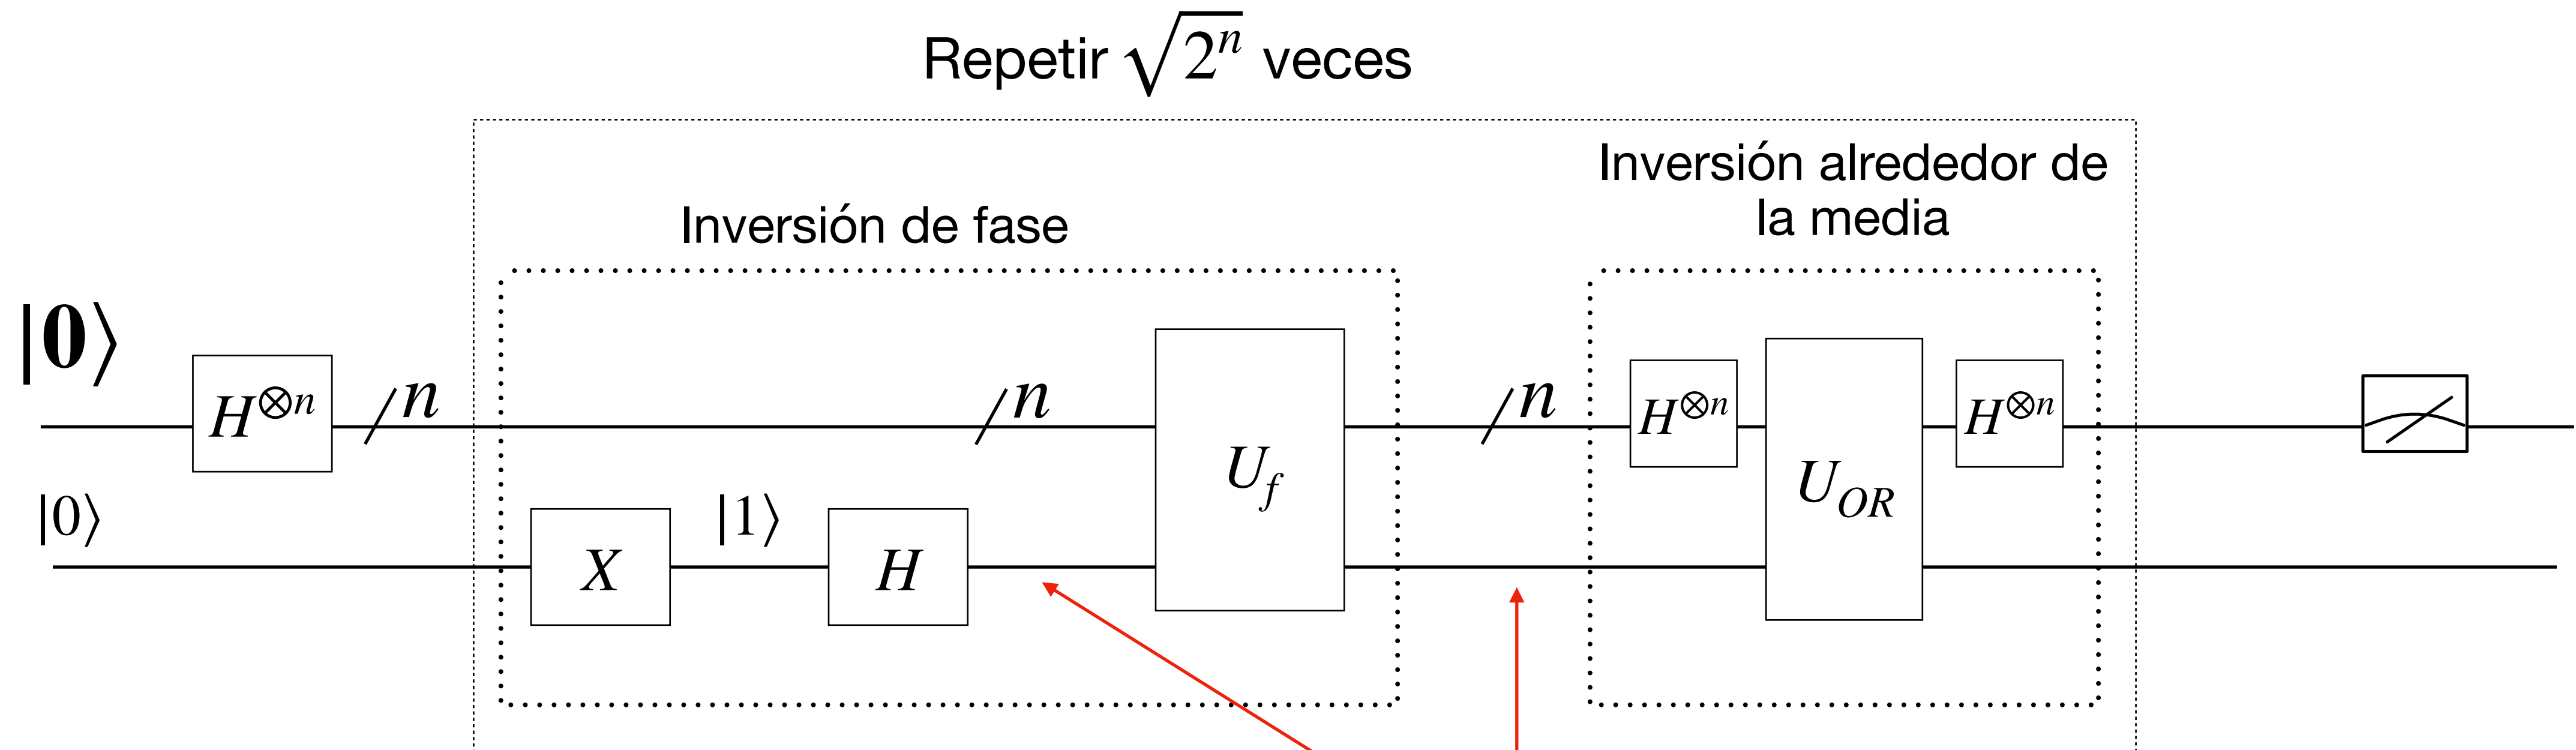 Repetir √2ⁿ veces
Inversión alrededor de
la media
Inversión de fase
|0⟩
H⊗n
n
n
U_f
n
H⊗n
U_OR
H⊗n
|0⟩
X
|1⟩
H